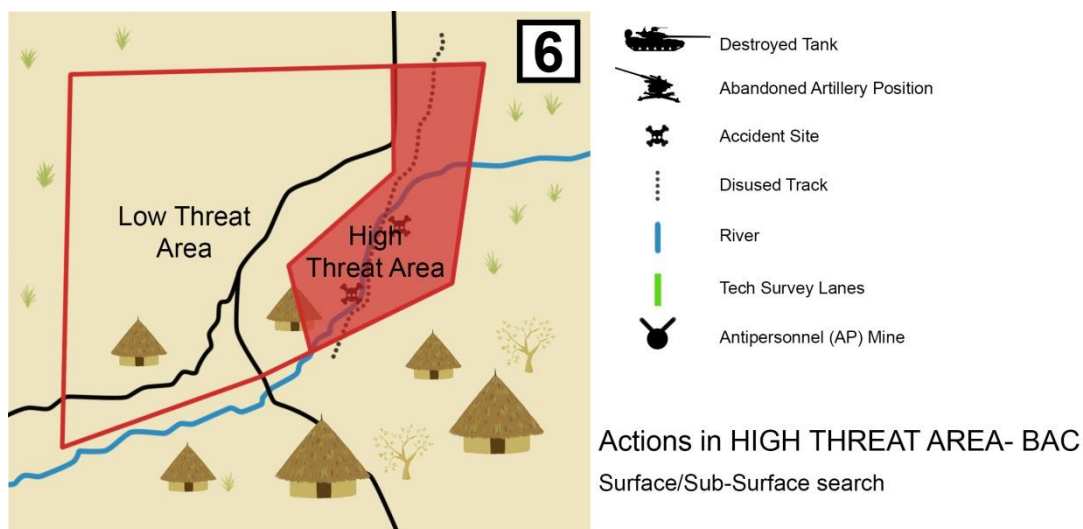 6
Low Threat
Area
High
Threat Area
Destroyed Tank
Abandoned Artillery Position
Accident Site
Disused Track
River
Tech Survey Lanes
Antipersonnel (AP) Mine
Actions in HIGH THREAT AREA- BAC
Surface/Sub-Surface search